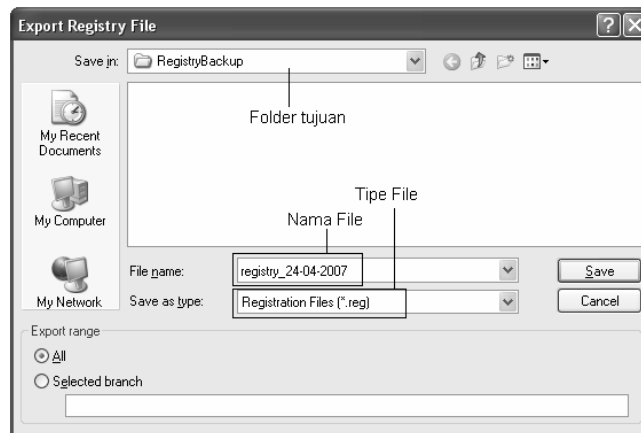 Export Registry File
Save in: RegistryBackup
Folder tujuan
My Recent
Documents
My Computer
My Network
Tipe File
Nama File
File name: registry_24-04-2007 Save
Save as type: Registration Files (*.reg) Cancel
Export range
All
Selected branch